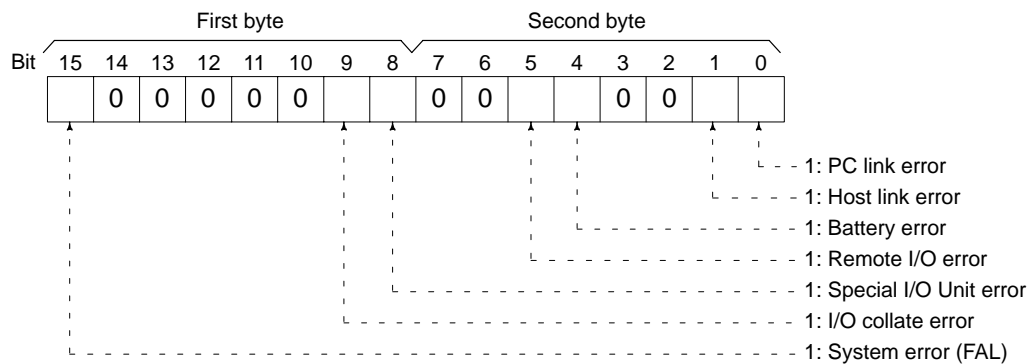 First byte Second byte
Bit 15 14 13 12 11 10 9 8 7 6 5 4 3 2 1 0
0 0 0 0 0 0 0 0 0
1: PC link error
1: Host link error
1: Battery error
1: Remote I/O error
1: Special I/O Unit error
1: I/O collate error
1: System error (FAL)